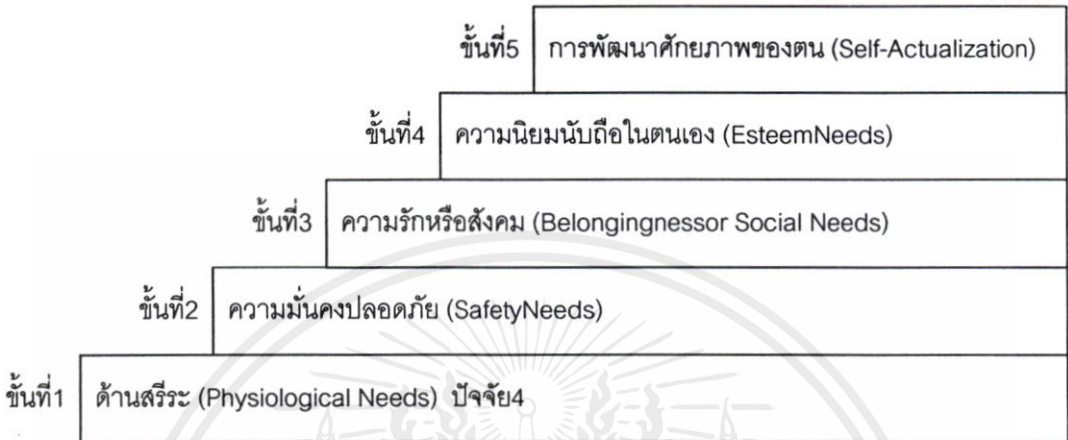 ขั้นที่5 การพัฒนาศักยภาพของตน (Self-Actualization)
ขั้นที่4 ความนิยมนับถือในตนเอง (EsteemNeeds)
ขั้นที่3 ความรักหรือสังคม (Belongingnessor Social Needs)
ขั้นที่2 ความมั่นคงปลอดภัย (SafetyNeeds)
ขั้นที่1 ด้านสรีระ (Physiological Needs) ปัจจัย4